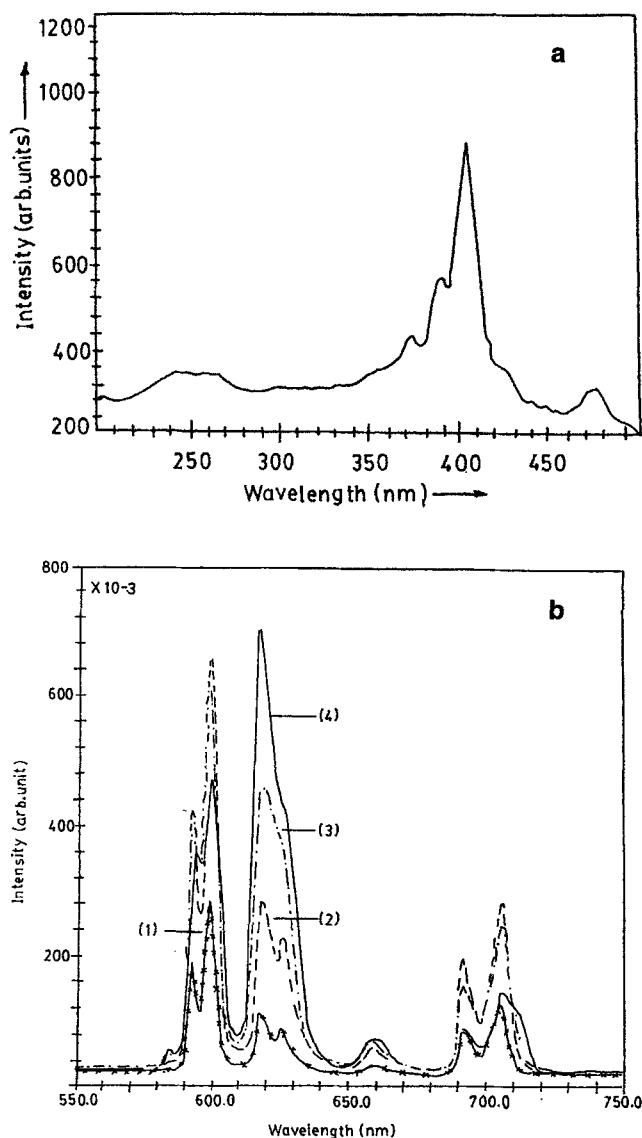 a
1200
1000
800
600
400
200
Intensity (arb.units)
250 300 350 400 450
Wavelength (nm)
b
800
X10-3
600
400
200
Intensity (arb.unit)
(4)
(3)
(2)
(1)
550.0 600.0 650.0 700.0 750.0
Wavelength (nm)